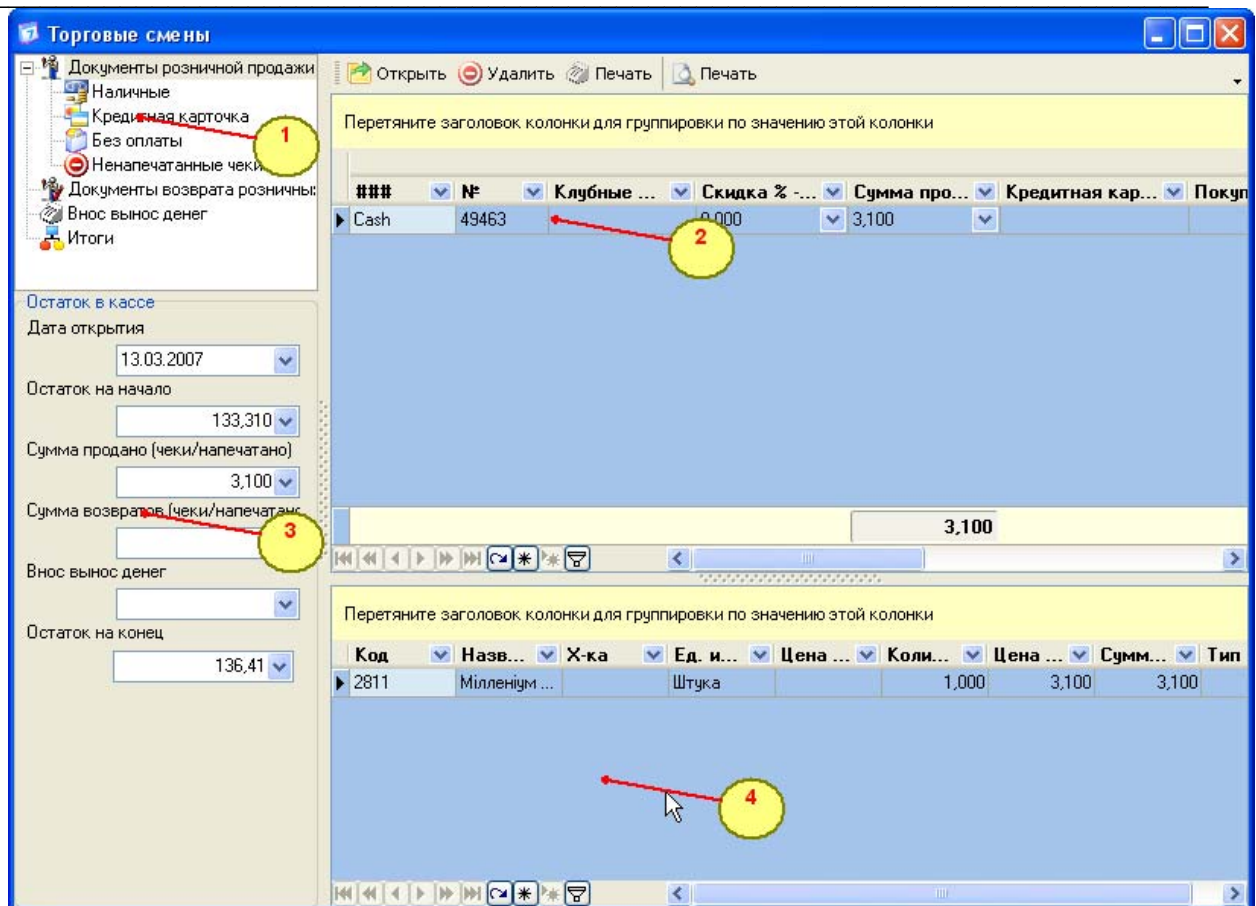 Торговые смены
Документы розничной продажи
Наличные
Кредитная карточка
Без оплаты
Ненапечатанные чеки
Документы возврата розничны:
Внос вынос денег
Итоги
1
Остаток в кассе
Дата открытия
13.03.2007
Остаток на начало
133,310
Сумма продано (чеки/напечатано)
3,100
Сумма возвратов (чеки/напечатано
3
Внос вынос денег
Остаток на конец
136,41
Открыть Удалить Печать Печать
Перетяните заголовок колонки для группировки по значению этой колонки
### № Клубные ... Скидка % -... Сумма про... Кредитная кар... Покуп
Cash 49463 0,000 3,100
2
3,100
Перетяните заголовок колонки для группировки по значению этой колонки
Код Назв... Х-ка Ед. и... Цена ... Коли... Цена ... Сумм... Тип
2811 Міленіум ... Штука 1,000 3,100 3,100
4